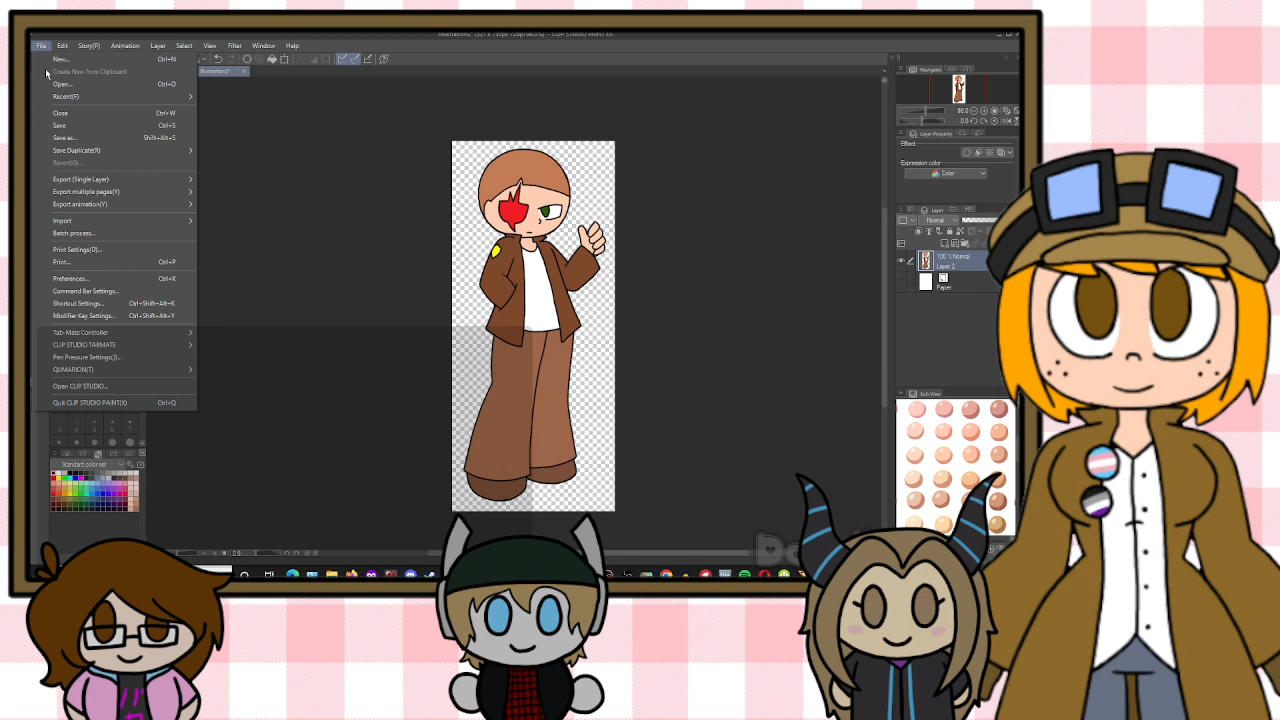 File Edit Story(P) Animation Layer Select View Filter Window Help
Illustration2*
New... Ctrl+N
Create New from Clipboard
Open... Ctrl+O
Recent(F)
Close Ctrl+W
Save Ctrl+S
Save as... Shift+Alt+S
Save Duplicate(R)
Revert(G)...
Export (Single Layer)
Export multiple pages(Y)
Export animation(Y)
Import
Batch process...
Print Settings(D)...
Print... Ctrl+P
Preferences... Ctrl+K
Command Bar Settings...
Shortcut Settings... Ctrl+Shift+Alt+K
Modifier Key Settings... Ctrl+Shift+Alt+Y
Tab-Mate Controller
CLIP STUDIO TABMATE
Pen Pressure Settings(J)...
QUMARION(T)
Open CLIP STUDIO...
Quit CLIP STUDIO PAINT(X) Ctrl+Q
Standard color set
Navigator
98.0
0.0
Layer Property
Effect
Expression color
Color
Layer
Normal
100 % Normal
Layer 2
Paper
Sub View